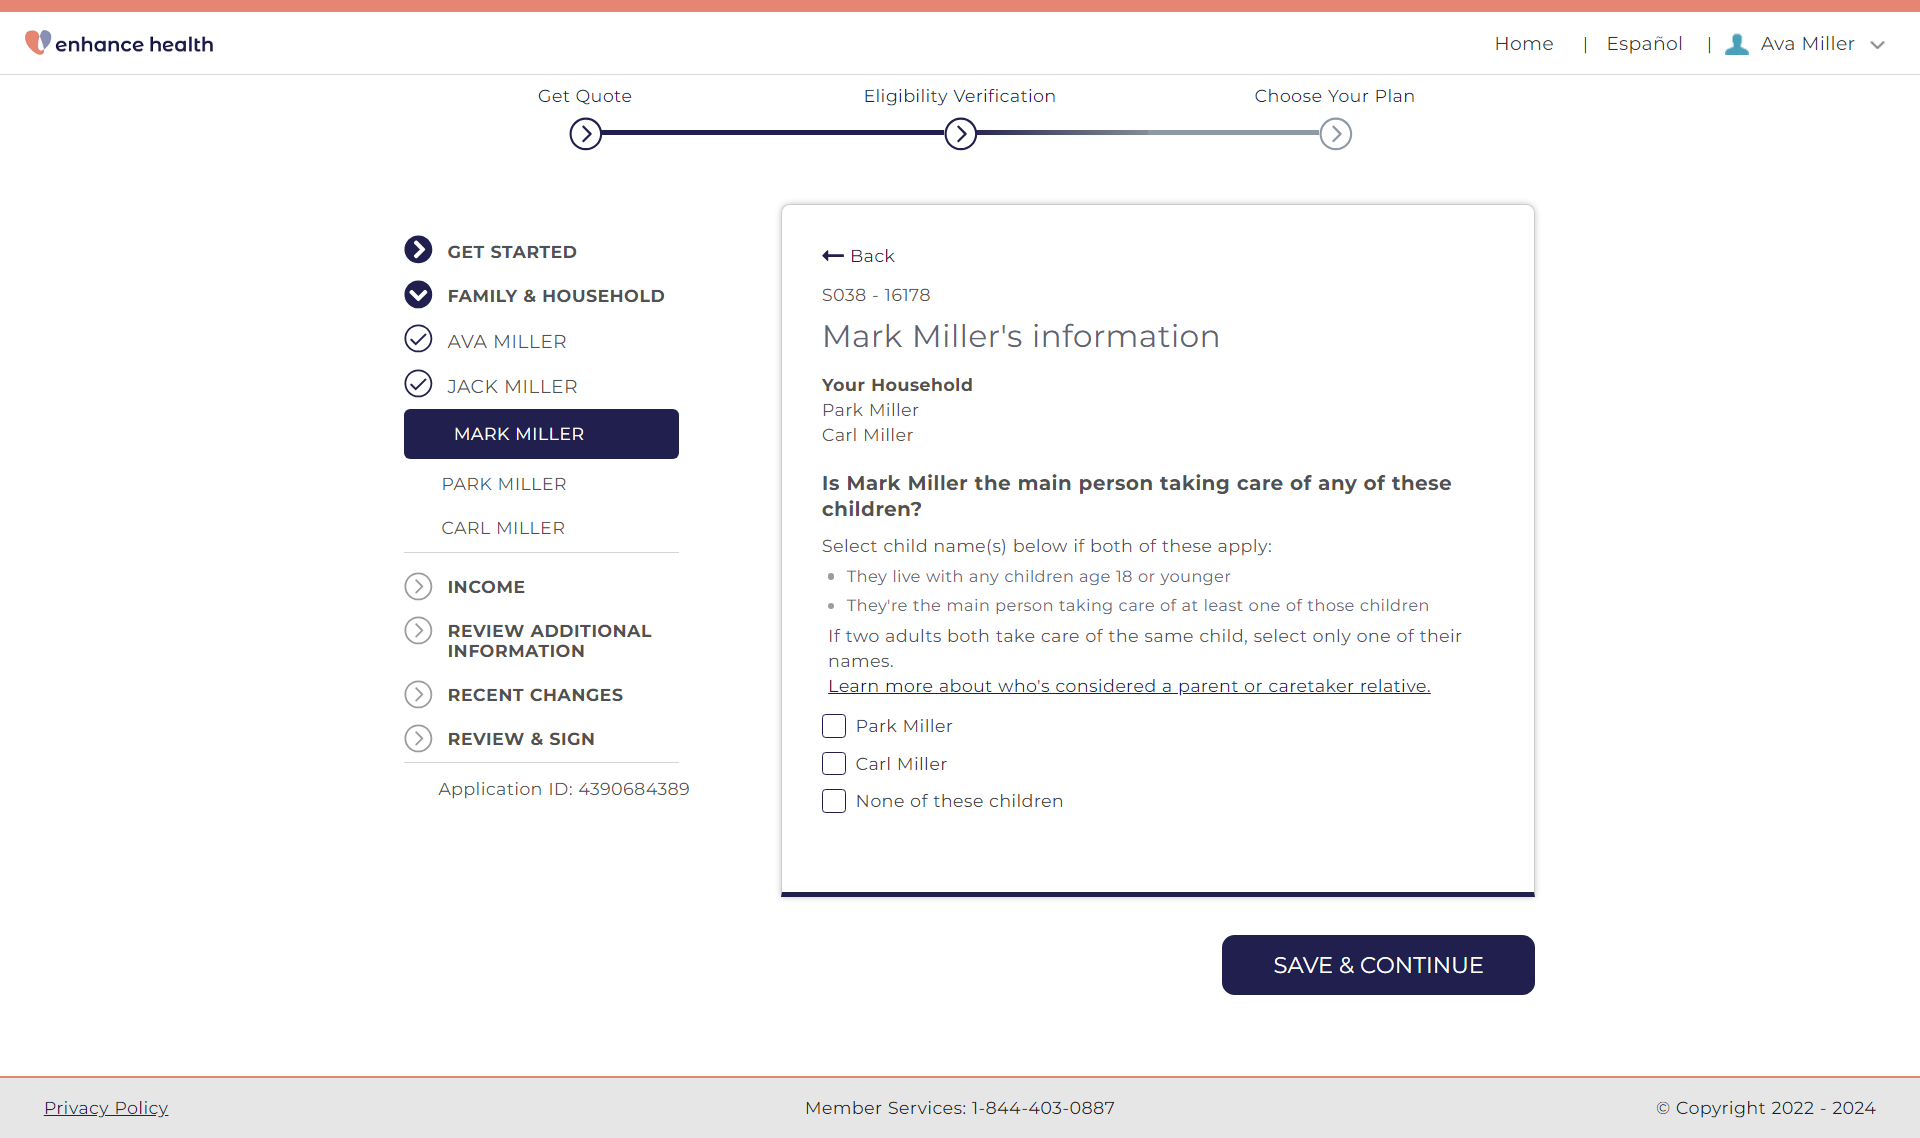 enhance health
Home | Español | Ava Miller
Get Quote
Eligibility Verification
Choose Your Plan
GET STARTED
FAMILY & HOUSEHOLD
AVA MILLER
JACK MILLER
MARK MILLER
PARK MILLER
CARL MILLER
INCOME
REVIEW ADDITIONAL
INFORMATION
RECENT CHANGES
REVIEW & SIGN
Application ID: 4390684389
Back
S038 - 16178
Mark Miller's information
Your Household
Park Miller
Carl Miller
Is Mark Miller the main person taking care of any of these
children?
Select child name(s) below if both of these apply:
They live with any children age 18 or younger
They're the main person taking care of at least one of those children
If two adults both take care of the same child, select only one of their
names.
Learn more about who's considered a parent or caretaker relative.
Park Miller
Carl Miller
None of these children
SAVE & CONTINUE
Privacy Policy
Member Services: 1-844-403-0887
© Copyright 2022 - 2024